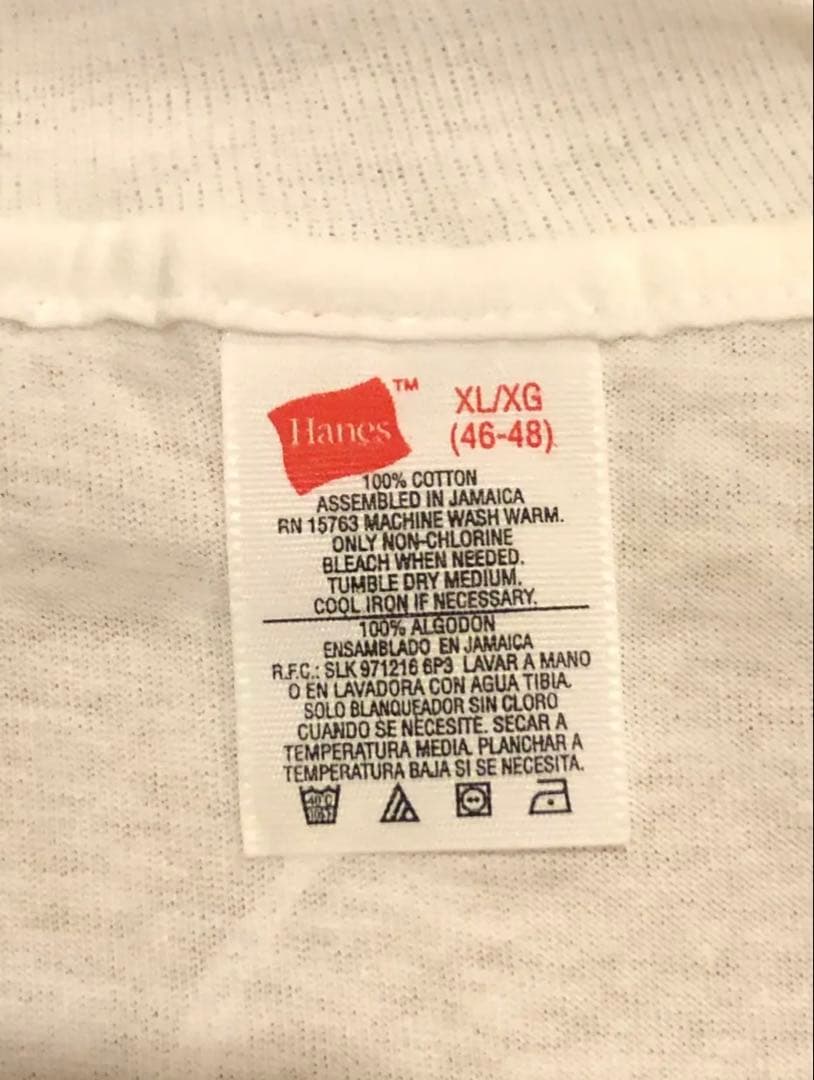 Hanes™
XL/XG
(46-48)
100% COTTON
ASSEMBLED IN JAMAICA
RN 15763 MACHINE WASH WARM.
ONLY NON-CHLORINE
BLEACH WHEN NEEDED.
TUMBLE DRY MEDIUM.
COOL IRON IF NECESSARY.
100% ALGODON
ENSAMBLADO EN JAMAICA
R.F.C.: SLK 971216 6P3 LAVAR A MANO
O EN LAVADORA CON AGUA TIBIA.
SOLO BLANQUEADOR SIN CLORO
CUANDO SE NECESITE. SECAR A
TEMPERATURA MEDIA. PLANCHAR A
TEMPERATURA BAJA SI SE NECESITA.
40°C